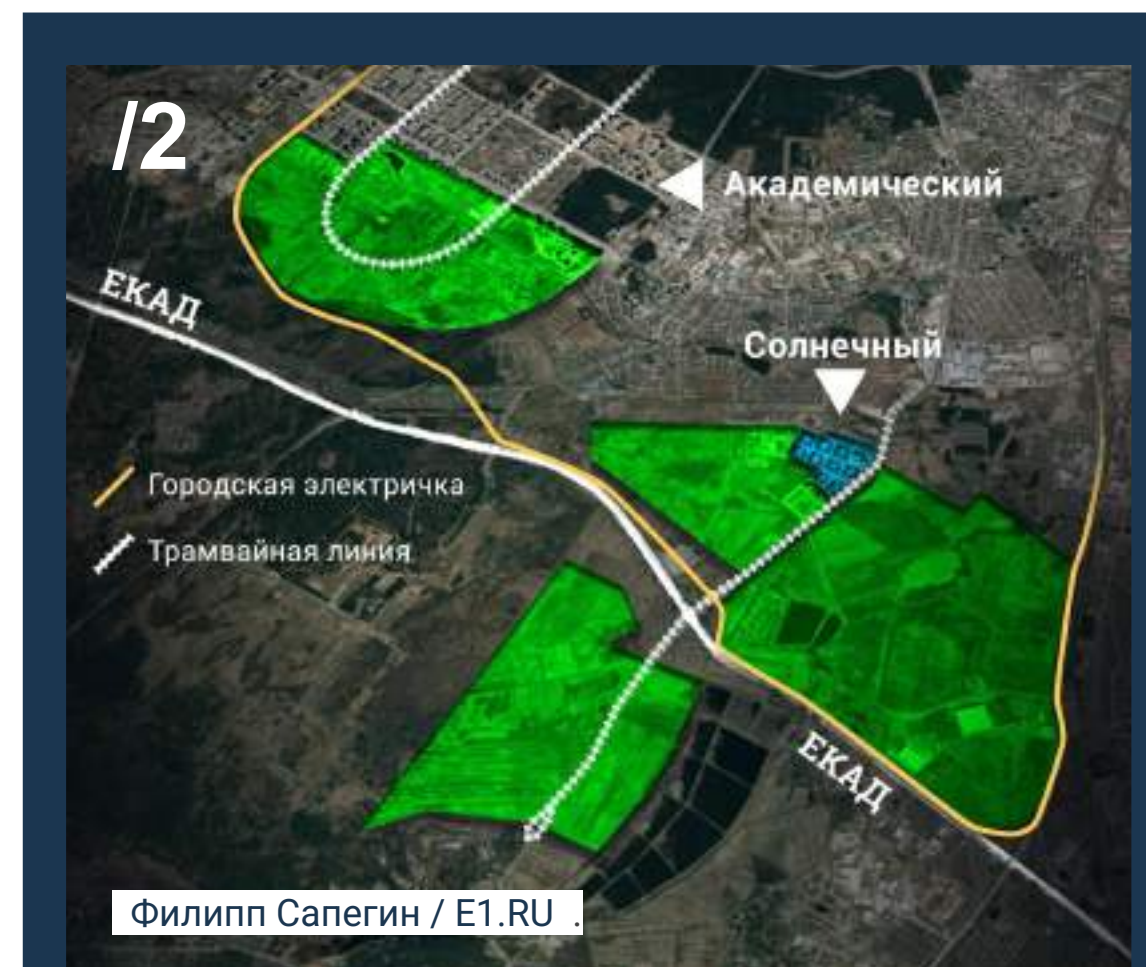 /2
Академический
ЕКАД
Солнечный
Городская электричка
Трамвайная линия
ЕКАД
Филипп Сапегин / E1.RU .